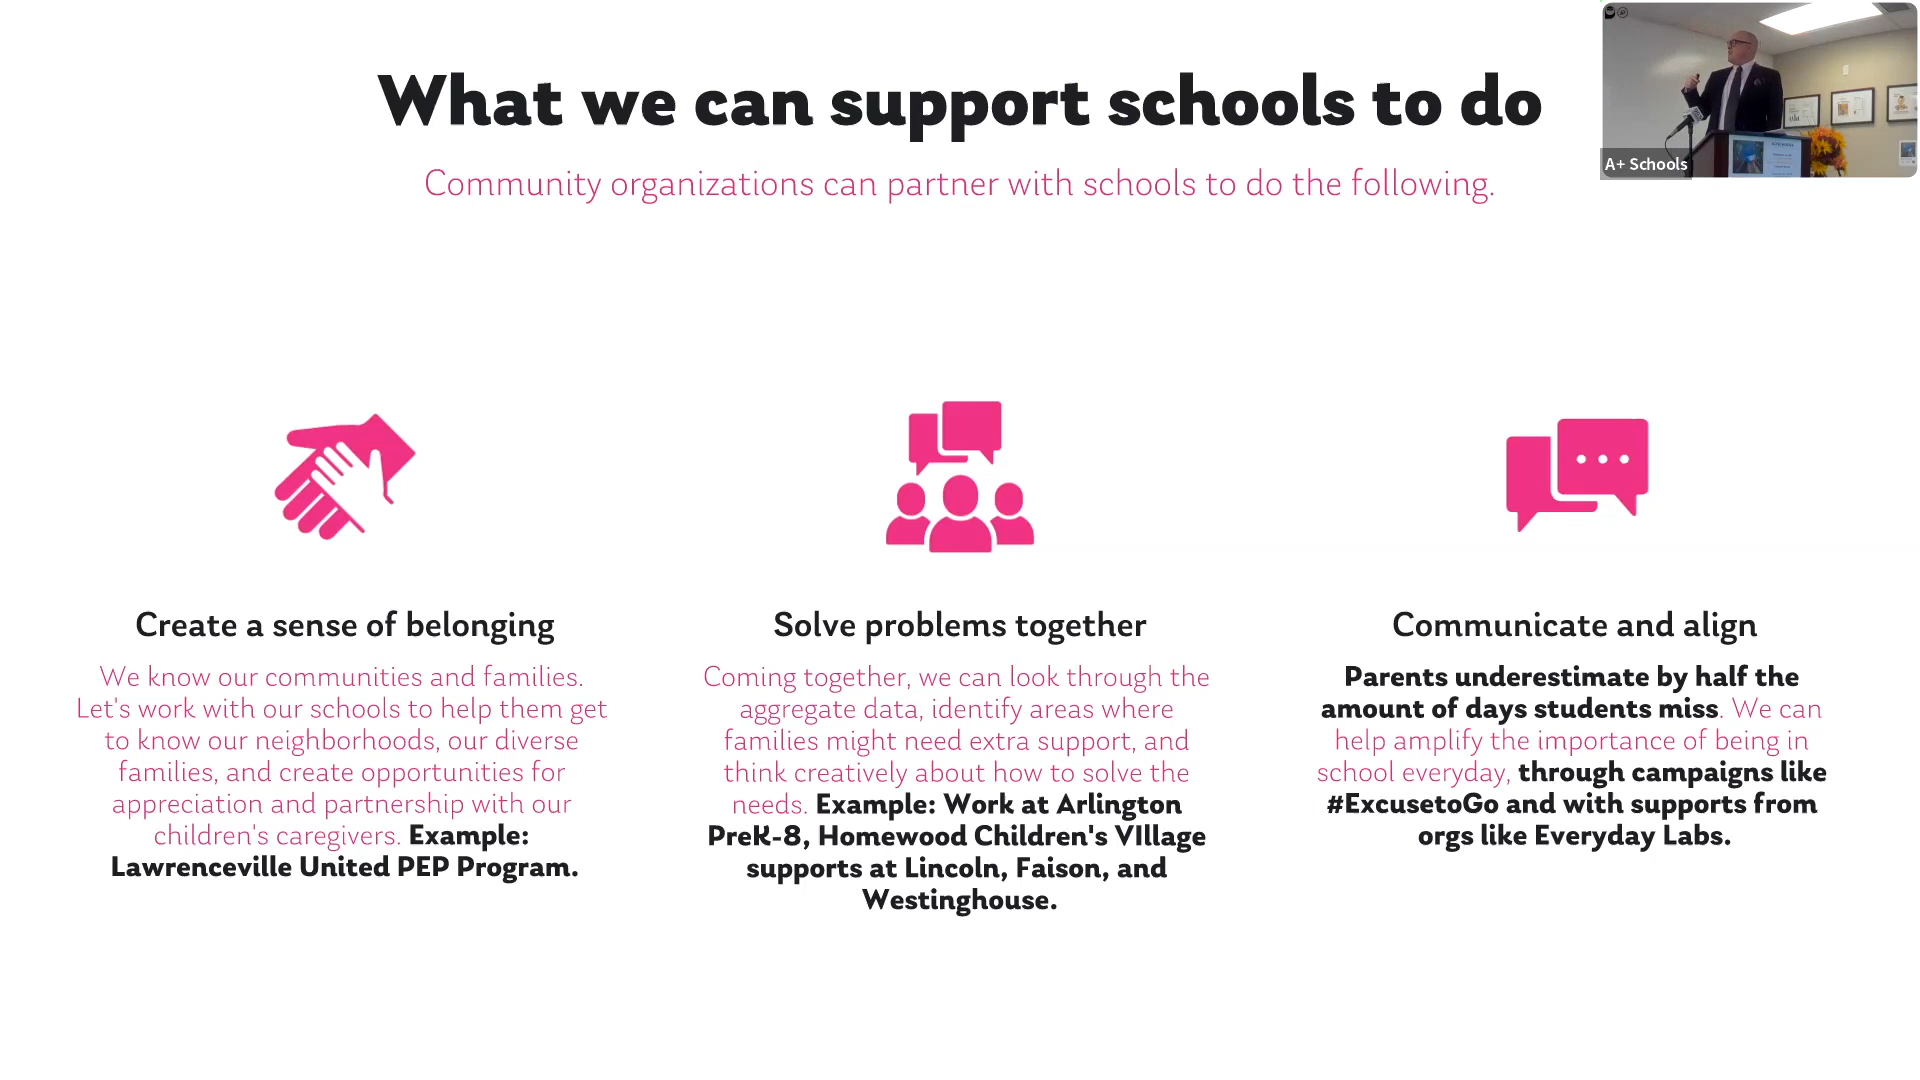 What we can support schools to do
Community organizations can partner with schools to do the following.
A+ Schools
Create a sense of belonging
We know our communities and families.
Let's work with our schools to help them get
to know our neighborhoods, our diverse
families, and create opportunities for
appreciation and partnership with our
children's caregivers. Example:
Lawrenceville United PEP Program.
Solve problems together
Coming together, we can look through the
aggregate data, identify areas where
families might need extra support, and
think creatively about how to solve the
needs. Example: Work at Arlington
PreK-8, Homewood Children's VIllage
supports at Lincoln, Faison, and
Westinghouse.
Communicate and align
Parents underestimate by half the
amount of days students miss. We can
help amplify the importance of being in
school everyday, through campaigns like
#ExcusetoGo and with supports from
orgs like Everyday Labs.